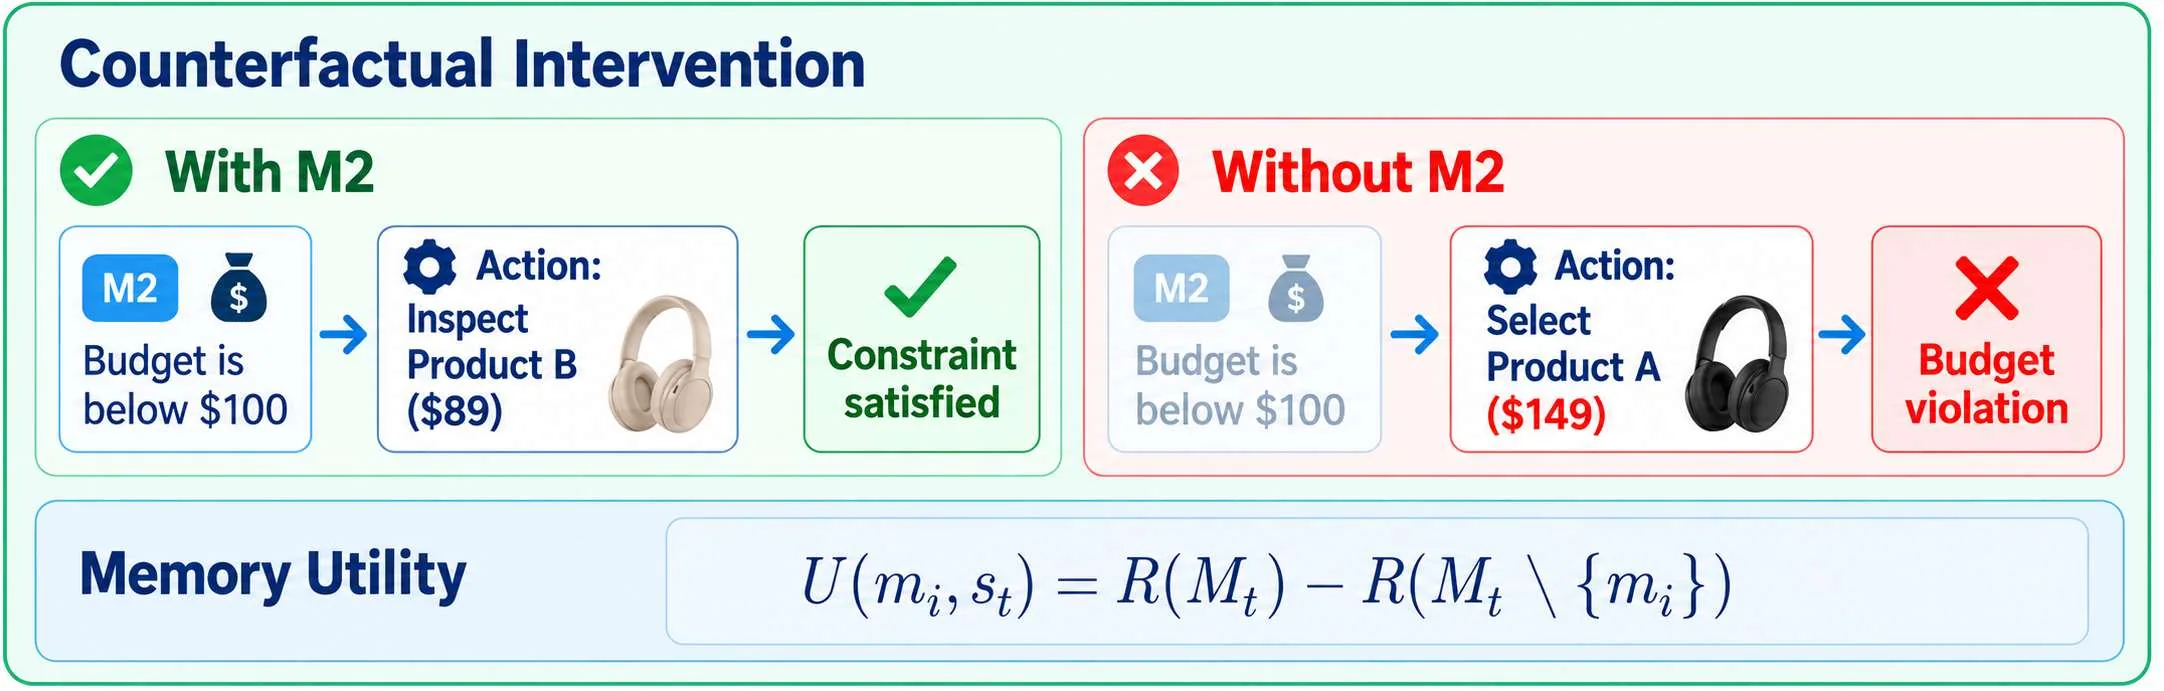 Counterfactual Intervention
With M2
M2
$
Budget is
below $100
Action:
Inspect
Product B
($89)
Constraint
satisfied
Without M2
M2
$
Budget is
below $100
Action:
Select
Product A
($149)
Budget
violation
Memory Utility
U(m_i, s_t) = R(M_t) − R(M_t \ {m_i})